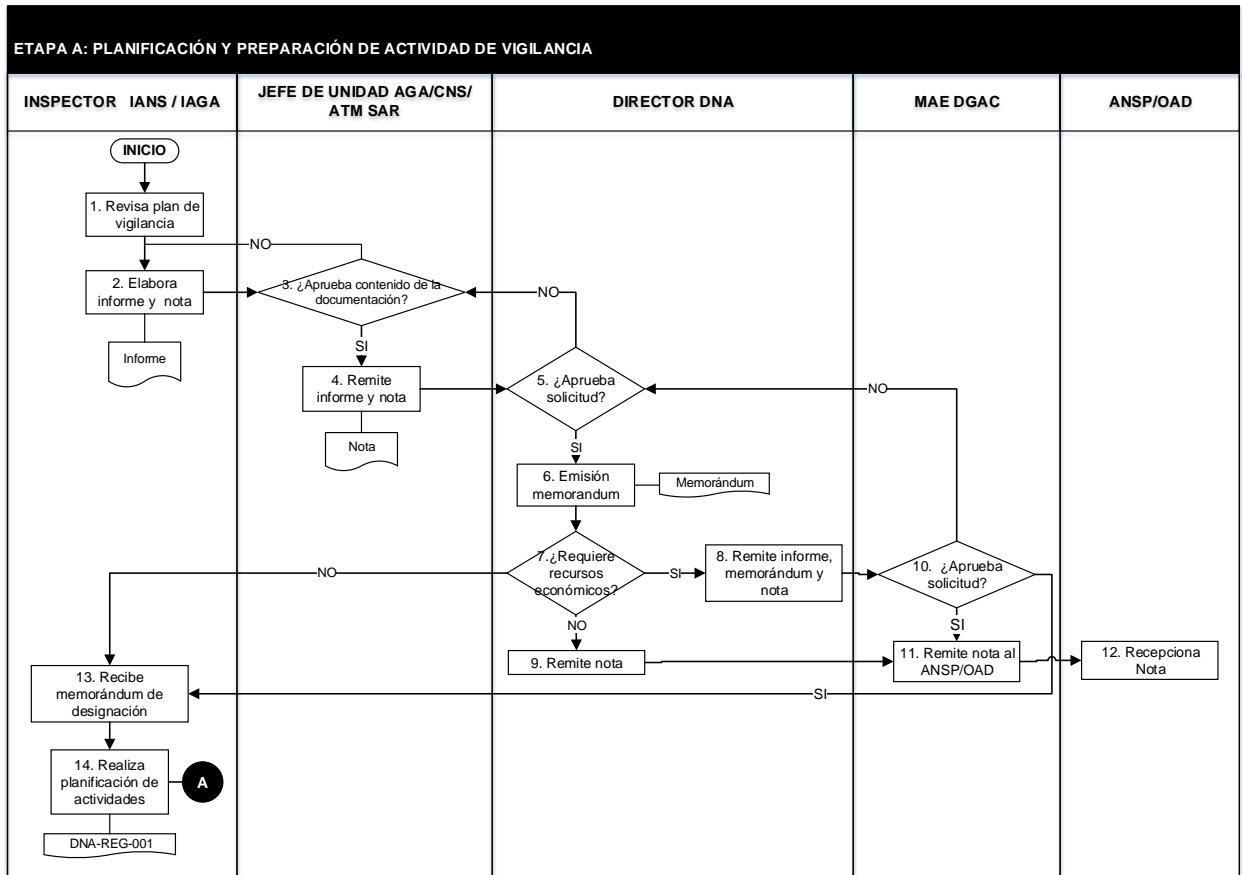 ETAPA A: PLANIFICACIÓN Y PREPARACIÓN DE ACTIVIDAD DE VIGILANCIA
INSPECTOR IANS / IAGA
JEFE DE UNIDAD AGA/CNS/
ATM SAR
DIRECTOR DNA
MAE DGAC
ANSP/OAD
INICIO
1. Revisa plan de
vigilancia
NO
2. Elabora
informe y nota
3. ¿Aprueba contenido de la
documentación?
NO
Informe
SI
4. Remite
informe y nota
5. ¿Aprueba
solicitud?
NO
Nota
SI
6. Emisión
memorandum
Memorándum
7.¿Requiere
recursos
económicos?
NO
SI
8. Remite informe,
memorándum y
nota
10. ¿Aprueba
solicitud?
NO
SI
9. Remite nota
11. Remite nota al
ANSP/OAD
12. Recepciona
Nota
13. Recibe
memorándum de
designación
SI
14. Realiza
planificación de
actividades
A
DNA-REG-001